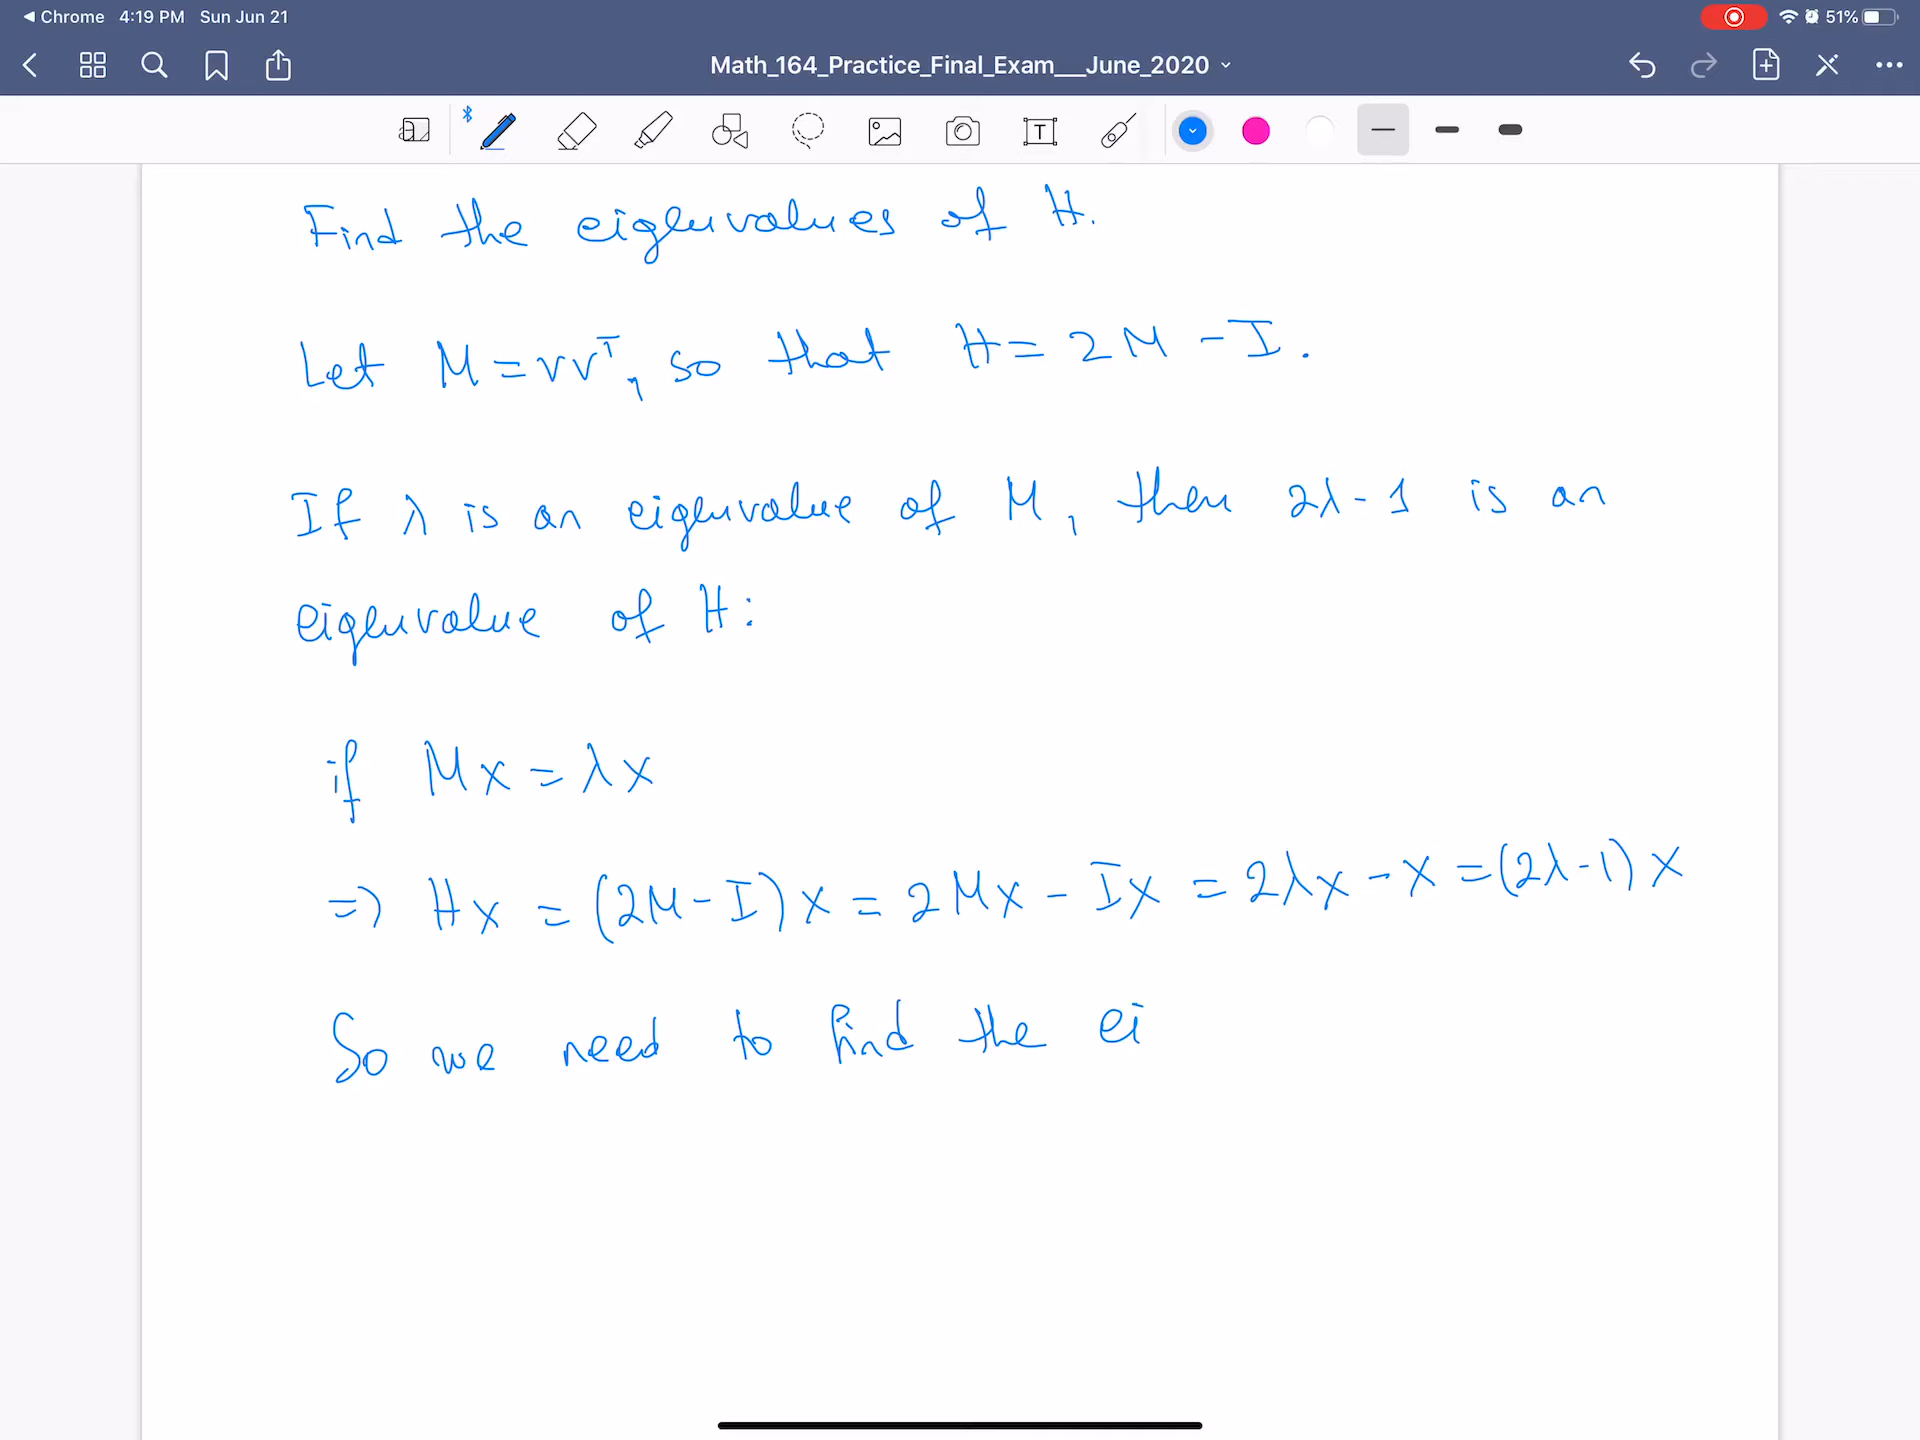 Chrome 4:19 PM Sun Jun 21
51%
Math_164_Practice_Final_Exam___June_2020
Find the eigenvalues of H.
Let M = vvᵀ, so that H = 2M - I.
If λ is an eigenvalue of M, then 2λ-1 is an
eigenvalue of H:
if Mx = λx
⇒ Hx = (2M-I)x = 2Mx - Ix = 2λx - x = (2λ-1)x
So we need to find the ei